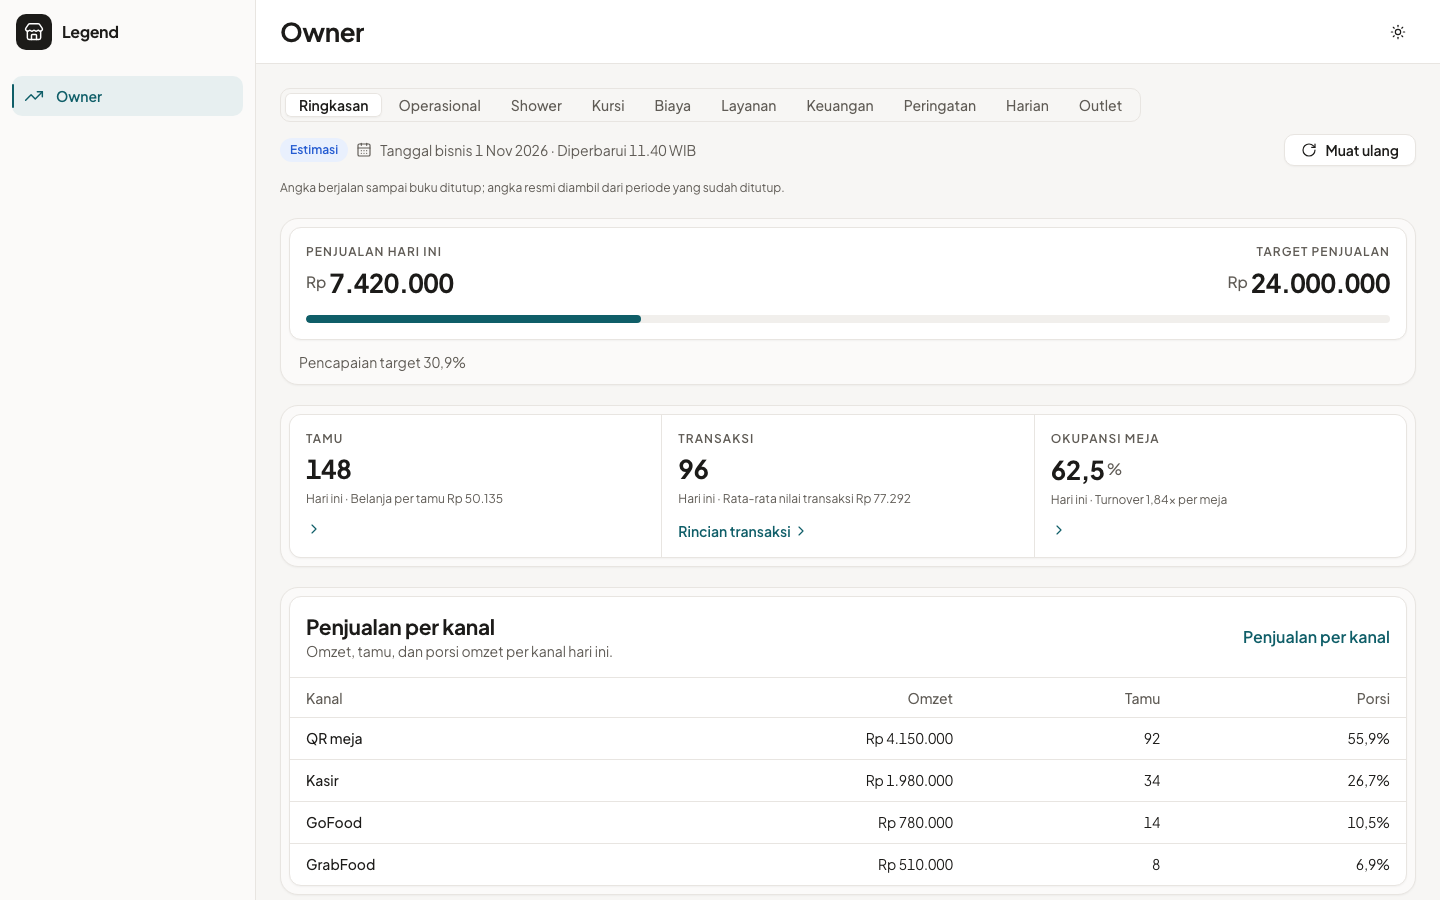 Legend
Owner
Owner
Ringkasan Operasional Shower Kursi Biaya Layanan Keuangan Peringatan Harian Outlet
Estimasi Tanggal bisnis 1 Nov 2026 · Diperbarui 11.40 WIB Muat ulang
Angka berjalan sampai buku ditutup; angka resmi diambil dari periode yang sudah ditutup.
PENJUALAN HARI INI TARGET PENJUALAN
Rp 7.420.000 Rp 24.000.000
Pencapaian target 30,9%
TAMU TRANSAKSI OKUPANSI MEJA
148 96 62,5%
Hari ini · Belanja per tamu Rp 50.135 Hari ini · Rata-rata nilai transaksi Rp 77.292 Hari ini · Turnover 1,84× per meja
Rincian transaksi
Penjualan per kanal Penjualan per kanal
Omzet, tamu, dan porsi omzet per kanal hari ini.
Kanal Omzet Tamu Porsi
QR meja Rp 4.150.000 92 55,9%
Kasir Rp 1.980.000 34 26,7%
GoFood Rp 780.000 14 10,5%
GrabFood Rp 510.000 8 6,9%